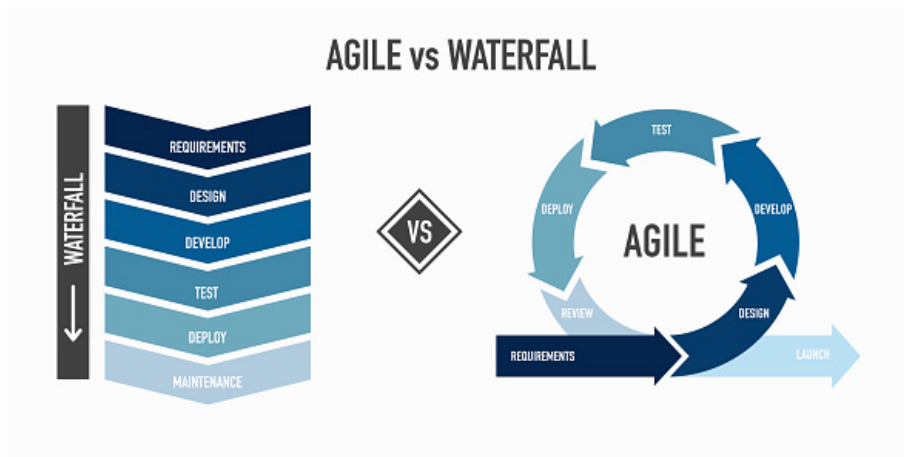 AGILE vs WATERFALL
WATERFALL
REQUIREMENTS
DESIGN
DEVELOP
TEST
DEPLOY
MAINTENANCE
VS
AGILE
TEST
DEPLOY
DEVELOP
REVIEW
DESIGN
REQUIREMENTS
LAUNCH